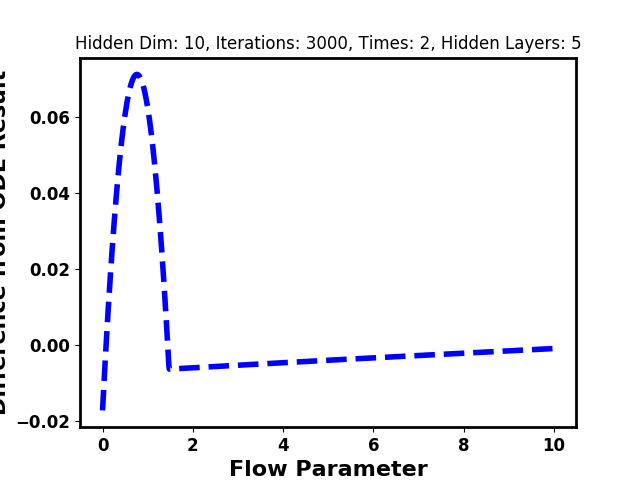 Hidden Dim: 10, Iterations: 3000, Times: 2, Hidden Layers: 5
Difference from ODE Result
0.06
0.04
0.02
0.00
−0.02
0 2 4 6 8 10
Flow Parameter